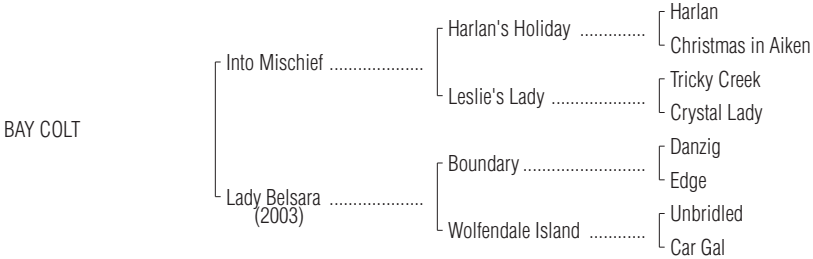 Harlan
Harlan's Holiday ..............
Christmas in Aiken
Into Mischief ....................
Tricky Creek
Leslie's Lady ....................
Crystal Lady
BAY COLT
Danzig
Boundary ..........................
Edge
Lady Belsara ....................
(2003)
Unbridled
Wolfendale Island ............
Car Gal